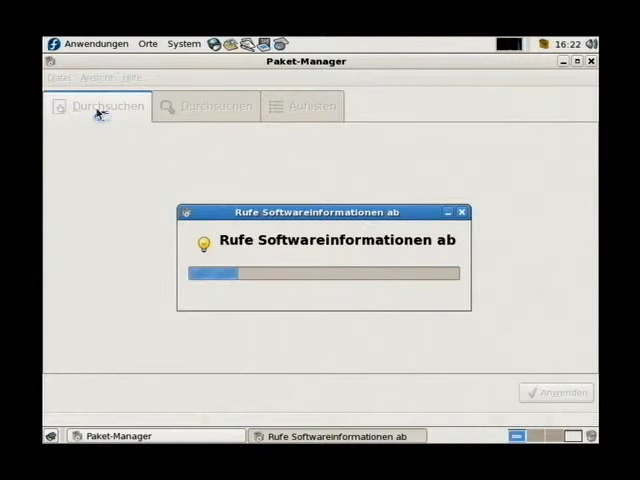 Anwendungen Orte System 16:22
Paket-Manager
Datei Ansicht Hilfe
Durchsuchen Durchsuchen Auflisten
Rufe Softwareinformationen ab
Rufe Softwareinformationen ab
Anwenden
Paket-Manager Rufe Softwareinformationen ab